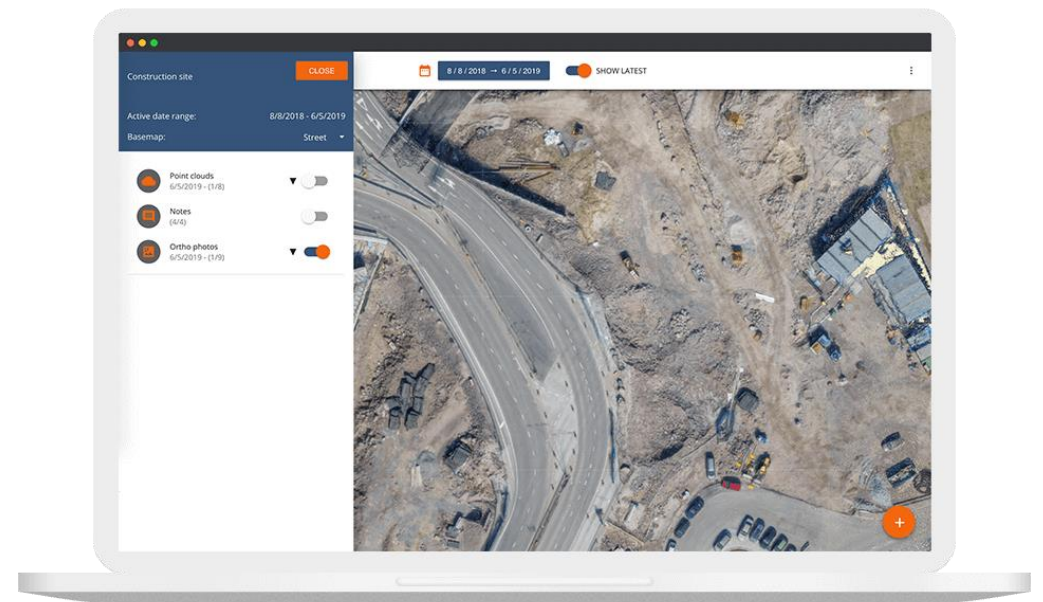 Construction site
CLOSE
Active date range:
8/8/2018 - 6/5/2019
Basemap:
Street
Point clouds
6/5/2019 - (1/8)
Notes
(4/4)
Ortho photos
6/5/2019 - (1/9)
8/8/2018 → 6/5/2019
SHOW LATEST